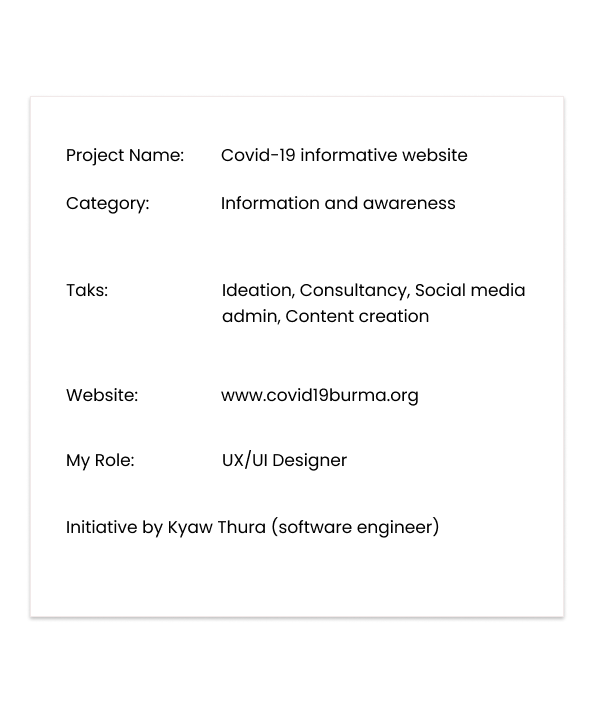 Project Name: Covid-19 informative website
Category: Information and awareness
Taks: Ideation, Consultancy, Social media
admin, Content creation
Website: www.covid19burma.org
My Role: UX/UI Designer
Initiative by Kyaw Thura (software engineer)